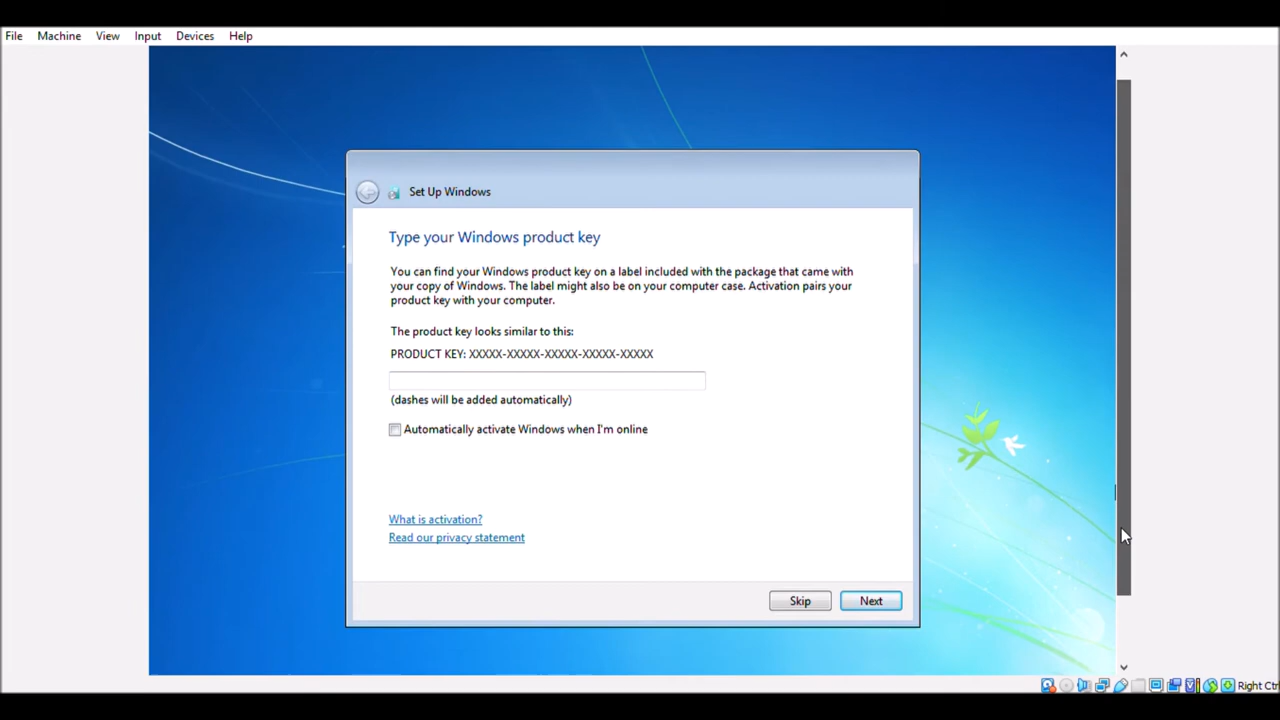 File Machine View Input Devices Help
Set Up Windows
Type your Windows product key
You can find your Windows product key on a label included with the package that came with
your copy of Windows. The label might also be on your computer case. Activation pairs your
product key with your computer.
The product key looks similar to this:
PRODUCT KEY: XXXXX-XXXXX-XXXXX-XXXXX-XXXXX
(dashes will be added automatically)
Automatically activate Windows when I'm online
What is activation?
Read our privacy statement
Skip Next
Right Ctr